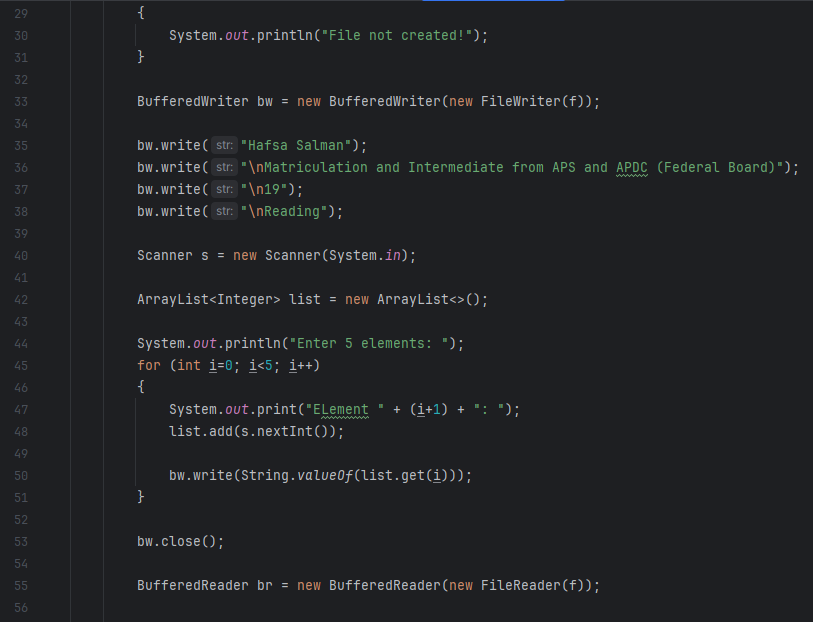 29 {
30 System.out.println("File not created!");
31 }
32
33 BufferedWriter bw = new BufferedWriter(new FileWriter(f));
34
35 bw.write( str: "Hafsa Salman");
36 bw.write( str: "\nMatriculation and Intermediate from APS and APDC (Federal Board)");
37 bw.write( str: "\n19");
38 bw.write( str: "\nReading");
39
40 Scanner s = new Scanner(System.in);
41
42 ArrayList<Integer> list = new ArrayList<>();
43
44 System.out.println("Enter 5 elements: ");
45 for (int i=0; i<5; i++)
46 {
47 System.out.print("ELement " + (i+1) + ": ");
48 list.add(s.nextInt());
49
50 bw.write(String.valueOf(list.get(i)));
51 }
52
53 bw.close();
54
55 BufferedReader br = new BufferedReader(new FileReader(f));
56